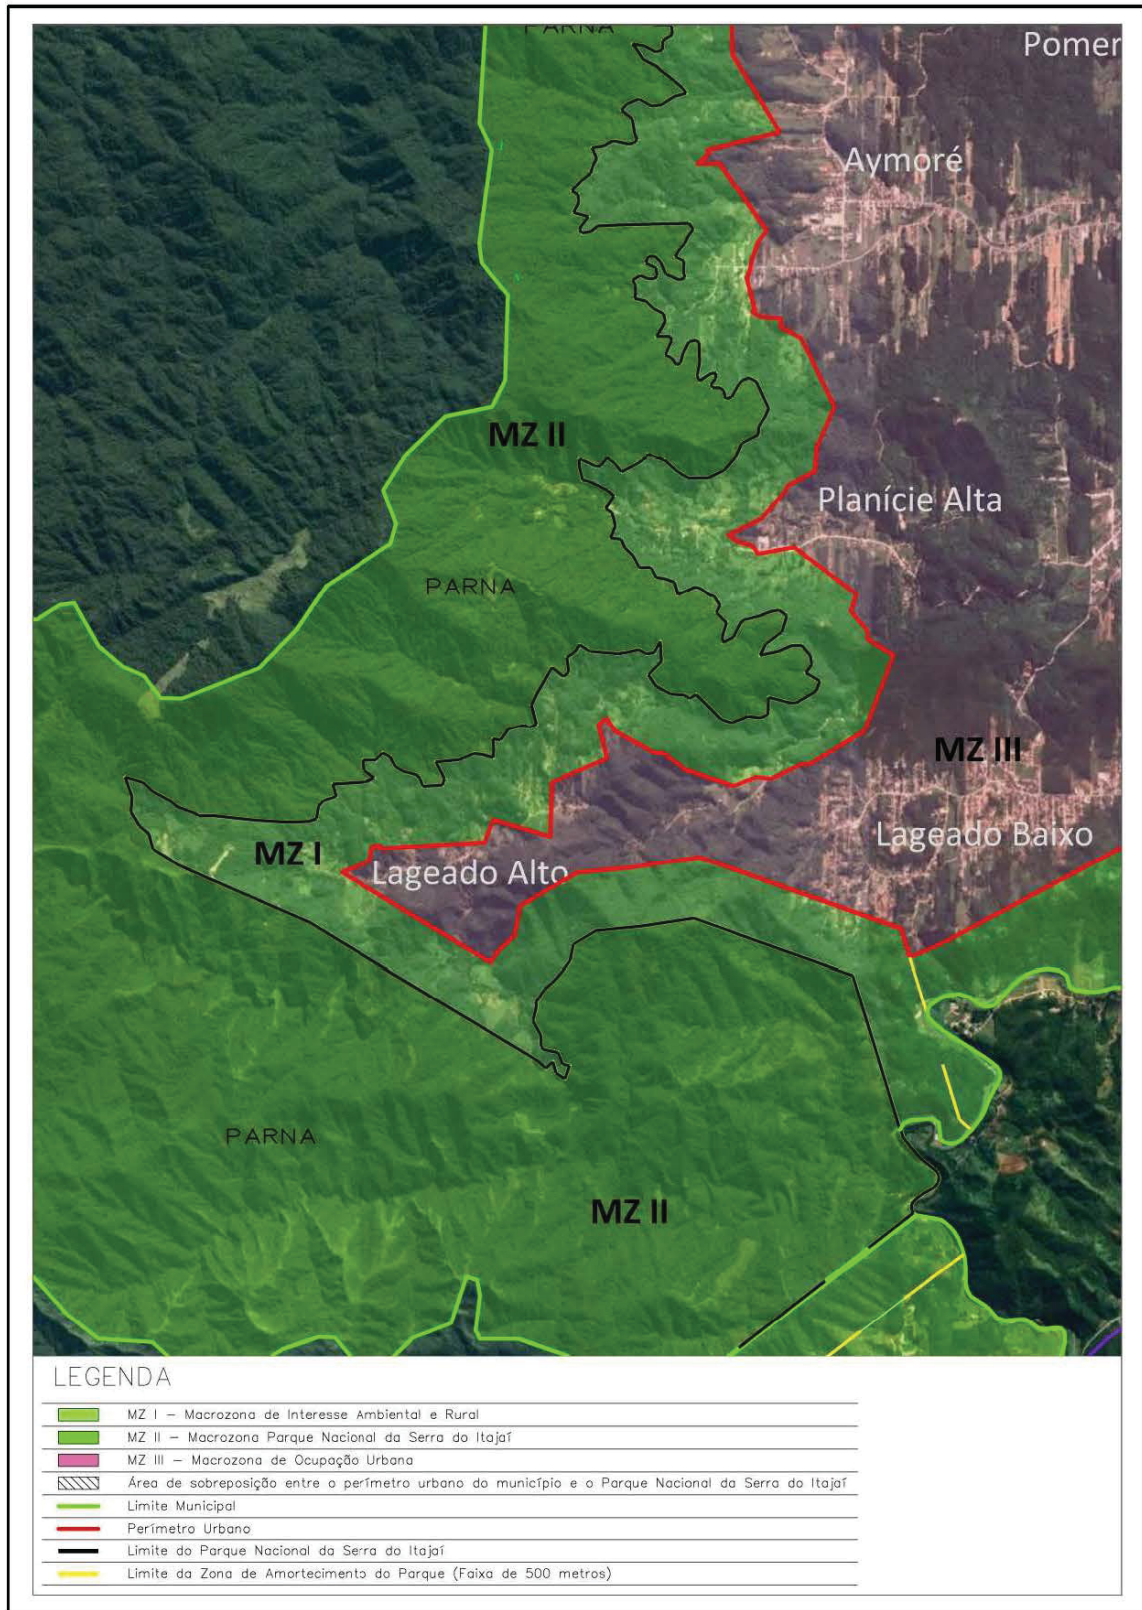 PARNA
Pomer
Aymoré
MZ II
Planície Alta
PARNA
MZ III
Lageado Baixo
MZ I
Lageado Alto
PARNA
MZ II
LEGENDA
MZ I – Macrozona de Interesse Ambiental e Rural
MZ II – Macrozona Parque Nacional da Serra do Itajaí
MZ III – Macrozona de Ocupação Urbana
Área de sobreposição entre o perímetro urbano do município e o Parque Nacional da Serra do Itajaí
Limite Municipal
Perímetro Urbano
Limite do Parque Nacional da Serra do Itajaí
Limite da Zona de Amortecimento do Parque (Faixa de 500 metros)